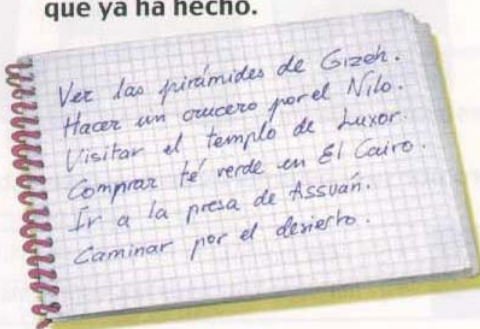 que ya ha hecho.
Ver las pirámides de Gizeh.
Hacer un crucero por el Nilo.
Visitar el templo de Luxor.
Comprar té verde en El Cairo.
Ir a la presa de Assuán.
Caminar por el desierto.